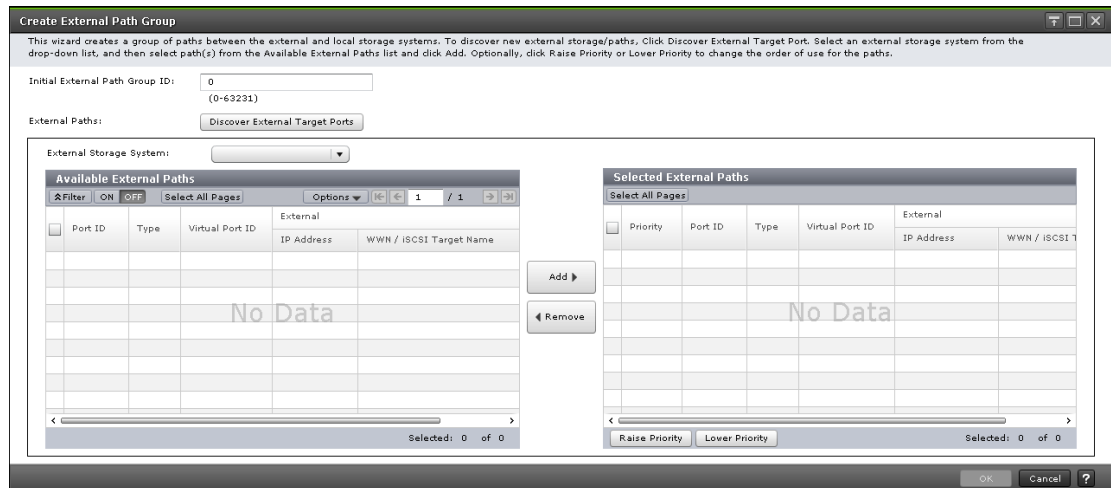 Create External Path Group
This wizard creates a group of paths between the external and local storage systems. To discover new external storage/paths, Click Discover External Target Port. Select an external storage system from the
drop-down list, and then select path(s) from the Available External Paths list and click Add. Optionally, click Raise Priority or Lower Priority to change the order of use for the paths.
Initial External Path Group ID: 0
(0-63231)
External Paths: Discover External Target Ports
External Storage System:
Available External Paths
Filter ON OFF Select All Pages Options 1 / 1
Port ID Type Virtual Port ID External
IP Address WWN / iSCSI Target Name
No Data
Selected: 0 of 0
Add
Remove
Selected External Paths
Select All Pages
Priority Port ID Type Virtual Port ID External
IP Address WWN / iSCSI T
No Data
Raise Priority Lower Priority Selected: 0 of 0
OK Cancel ?